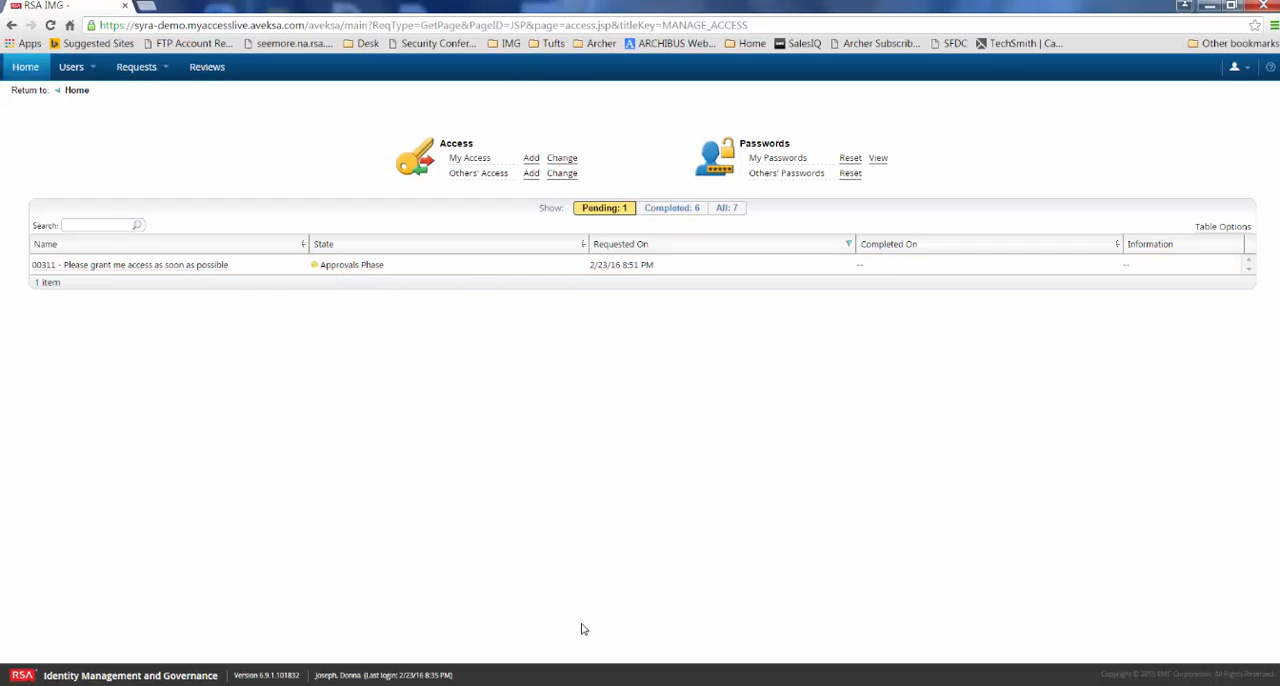 RSA IMG -
https://syra-demo.myaccesslive.aveksa.com/aveksa/main?ReqType=GetPage&PageID=JSP&page=access.jsp&titleKey=MANAGE_ACCESS
Apps Suggested Sites FTP Account Re... seemore.na.rsa.... Desk Security Confer... IMG Tufts Archer ARCHIBUS Web... Home SalesIQ Archer Subscrib... SFDC TechSmith | Ca... Other bookmarks
Home Users Requests Reviews
Return to: Home
Access
My Access Add Change
Others' Access Add Change
Passwords
My Passwords Reset View
Others' Passwords Reset
Show: Pending: 1 Completed: 6 All: 7
Search: Table Options
Name State Requested On Completed On Information
00311 - Please grant me access as soon as possible Approvals Phase 2/23/16 8:51 PM -- --
1 item
RSA Identity Management and Governance Version 6.9.1.101832 Joseph, Donna (Last login: 2/23/16 8:35 PM) Copyright © 2015 EMC Corporation. All Rights Reserved.